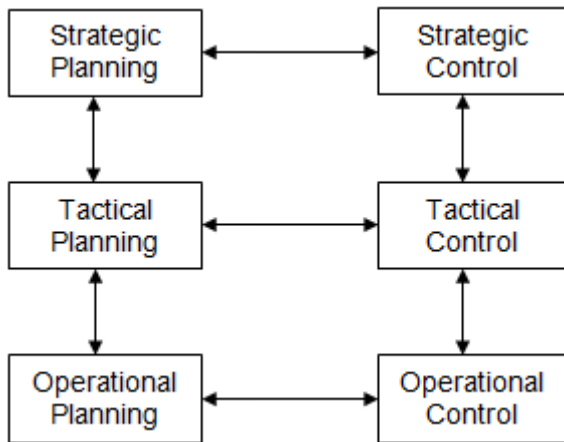 Strategic
Planning
Strategic
Control
Tactical
Planning
Tactical
Control
Operational
Planning
Operational
Control